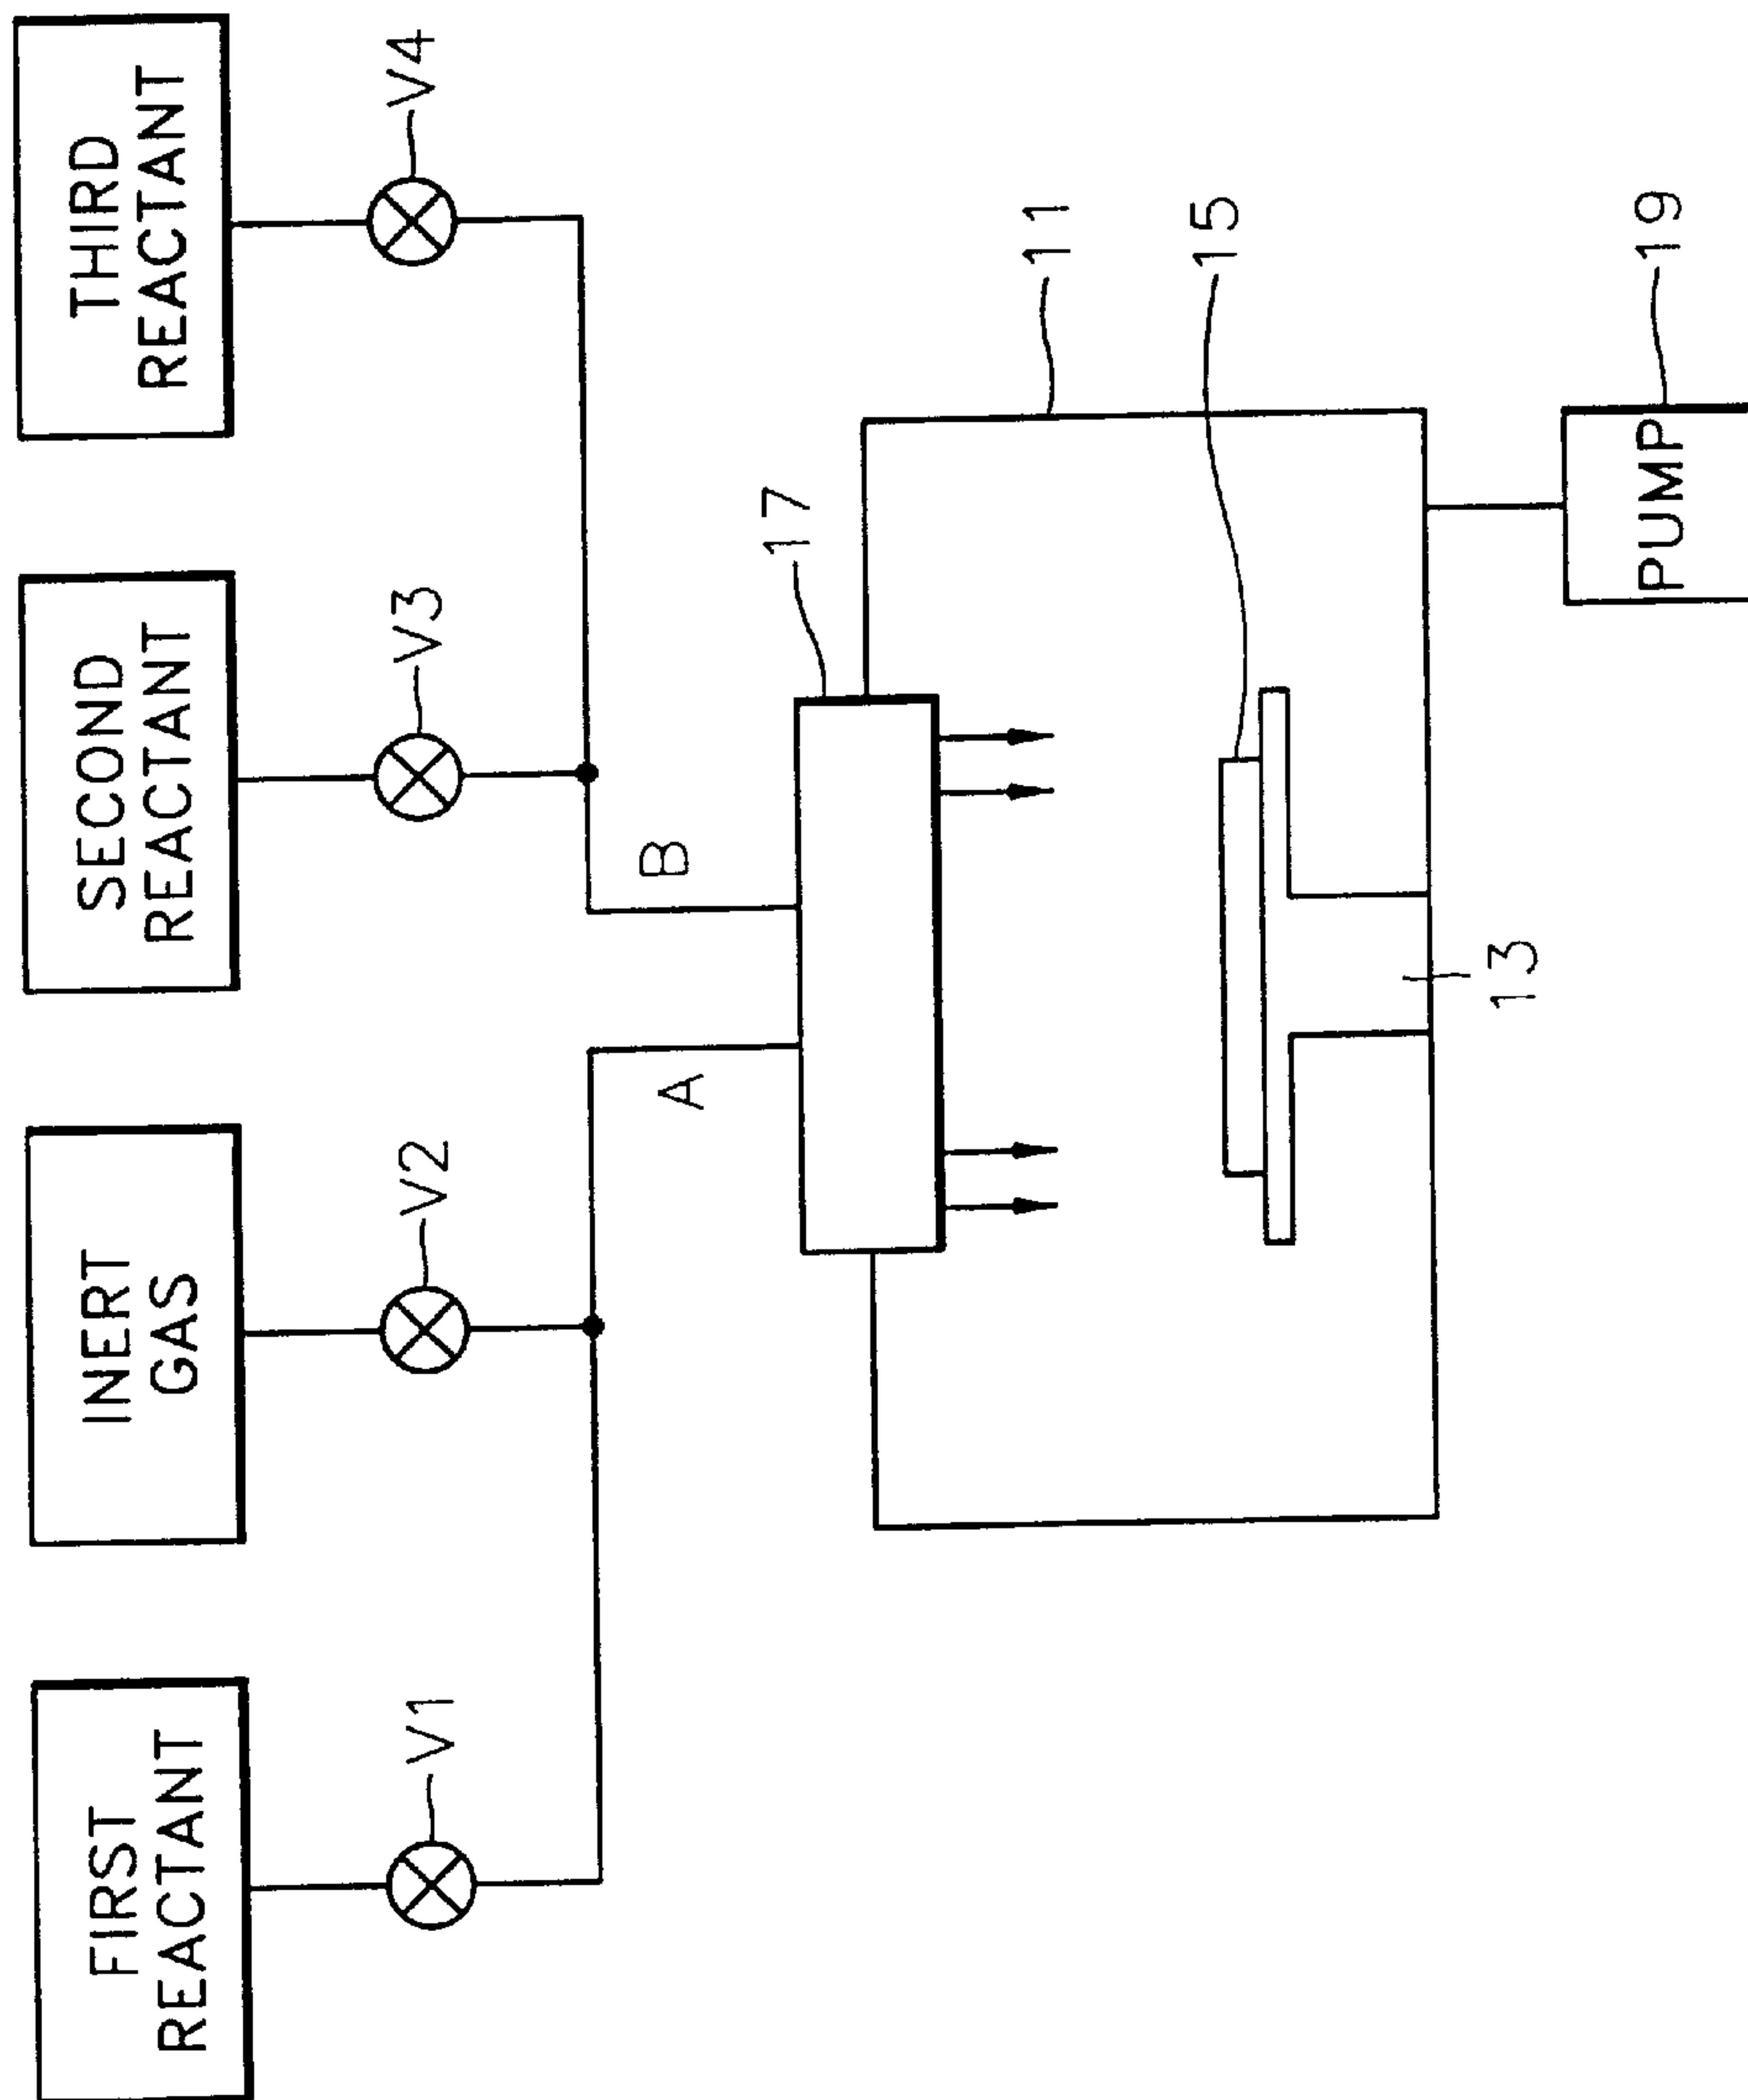 FIRST
REACTANT
INERT
GAS
SECOND
REACTANT
THIRD
REACTANT
V1
V2
V3
V4
A
B
17
11
15
13
PUMP
19